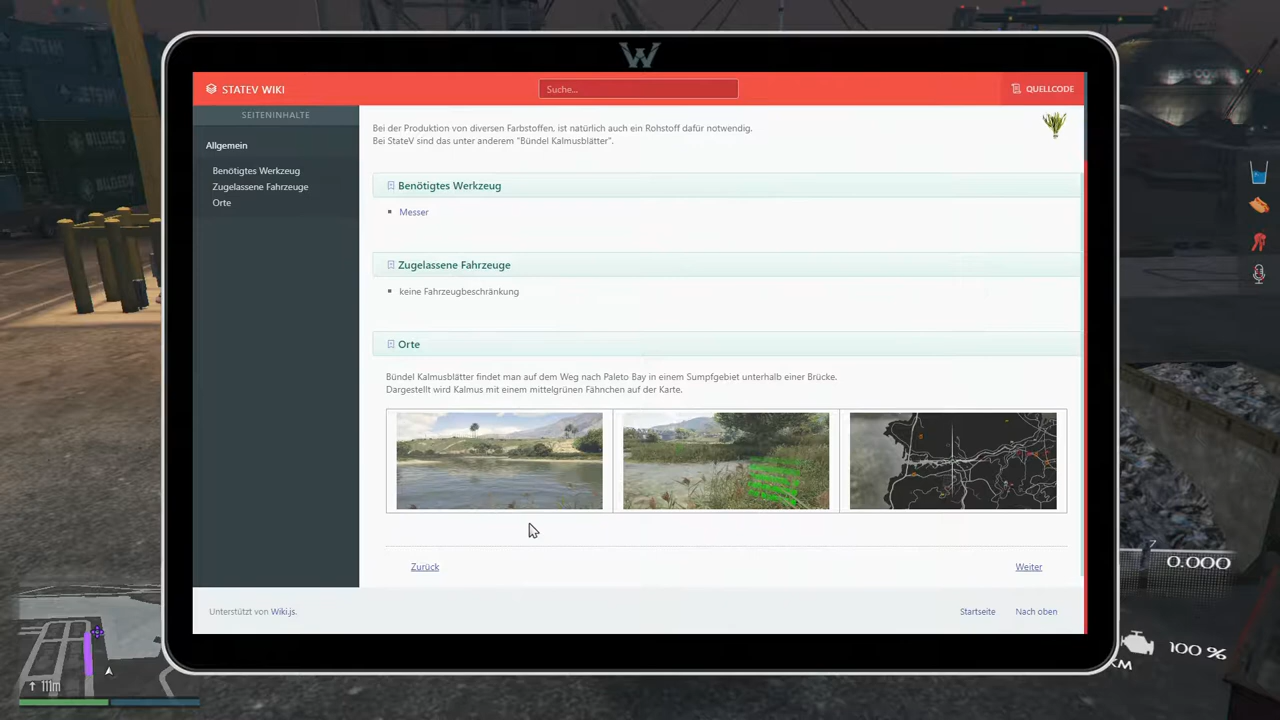 W
STATEV WIKI
Suche...
QUELLCODE
SEITENINHALTE
Allgemein
Benötigtes Werkzeug
Zugelassene Fahrzeuge
Orte
Bei der Produktion von diversen Farbstoffen, ist natürlich auch ein Rohstoff dafür notwendig.
Bei StateV sind das unter anderem "Bündel Kalmusblätter".
Benötigtes Werkzeug
Messer
Zugelassene Fahrzeuge
keine Fahrzeugbeschränkung
Orte
Bündel Kalmusblätter findet man auf dem Weg nach Paleto Bay in einem Sumpfgebiet unterhalb einer Brücke.
Dargestellt wird Kalmus mit einem mittelgrünen Fähnchen auf der Karte.
Zurück
Weiter
Unterstützt von Wiki.js.
Startseite
Nach oben
0.000
100 %
KM
↑ 111m